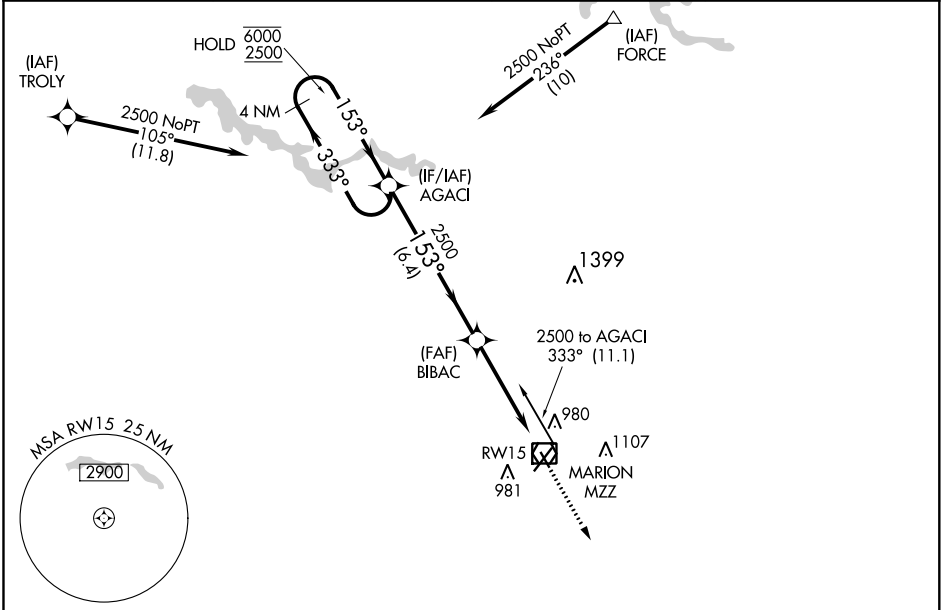 HOLD 6000
2500
(IAF)
TROLY
2500 NoPT
105°
(11.8)
4 NM
153°
333°
2500 NoPT
236°
(10)
(IAF)
FORCE
(IF/IAF)
AGACI
2500
153°
(6.4)
1399
(FAF)
BIBAC
2500 to AGACI
333° (11.1)
980
RW15
981
1107
MARION
MZZ
MSA RW15 25 NM
2900